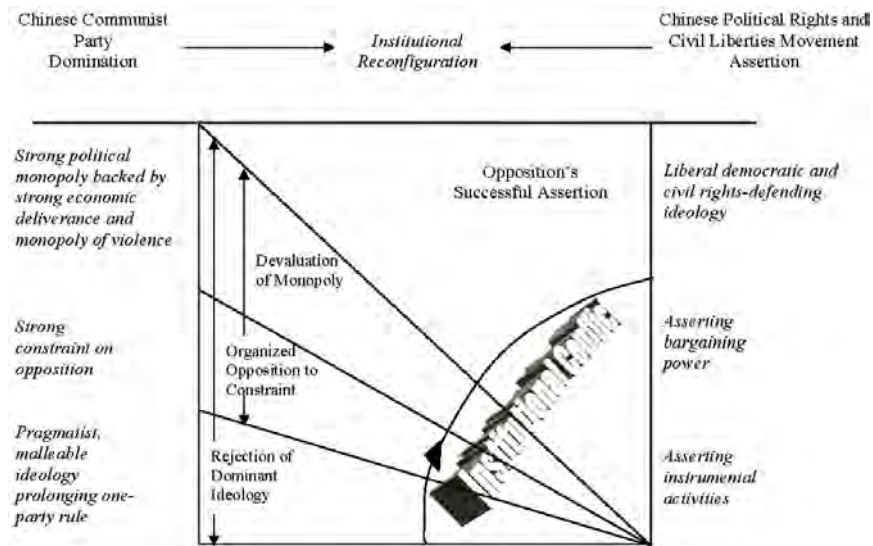 Chinese Communist
Party
Domination
Institutional
Reconfiguration
Chinese Political Rights and
Civil Liberties Movement
Assertion
Strong political
monopoly backed by
strong economic
deliverance and
monopoly of violence
Strong
constraint on
opposition
Pragmatist,
malleable
ideology
prolonging one-
party rule
Devaluation
of Monopoly
Organized
Opposition to
Constraint
Rejection of
Dominant
Ideology
Opposition's
Successful Assertion
Institutional
Liberal democratic and
civil rights-defending
ideology
Asserting
bargaining
power
Asserting
instrumental
activities